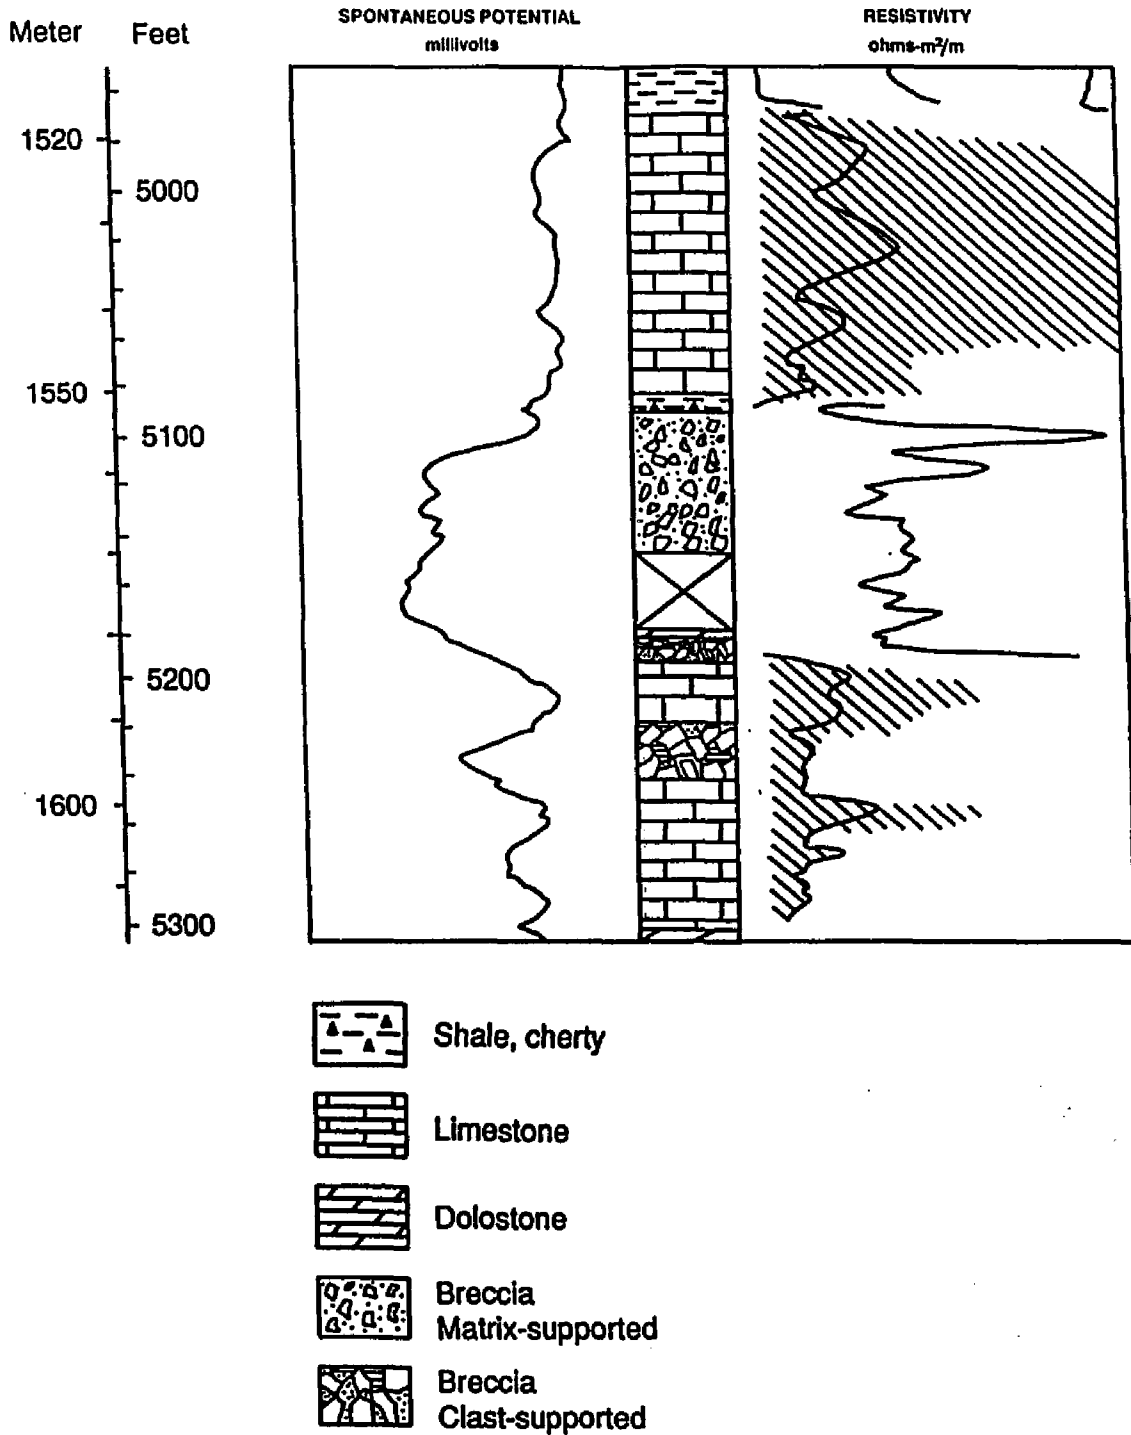 Meter Feet
SPONTANEOUS POTENTIAL
millivolts
RESISTIVITY
ohms-m²/m
1520
5000
1550
5100
5200
1600
5300
Shale, cherty
Limestone
Dolostone
Breccia
Matrix-supported
Breccia
Clast-supported